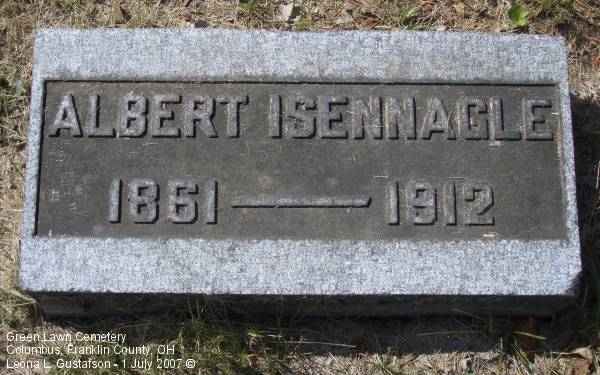 ALBERT ISENNAGLE
1861 — 1912
Green Lawn Cemetery
Columbus, Franklin County, OH
Leona L. Gustafson - 1 July 2007 ©